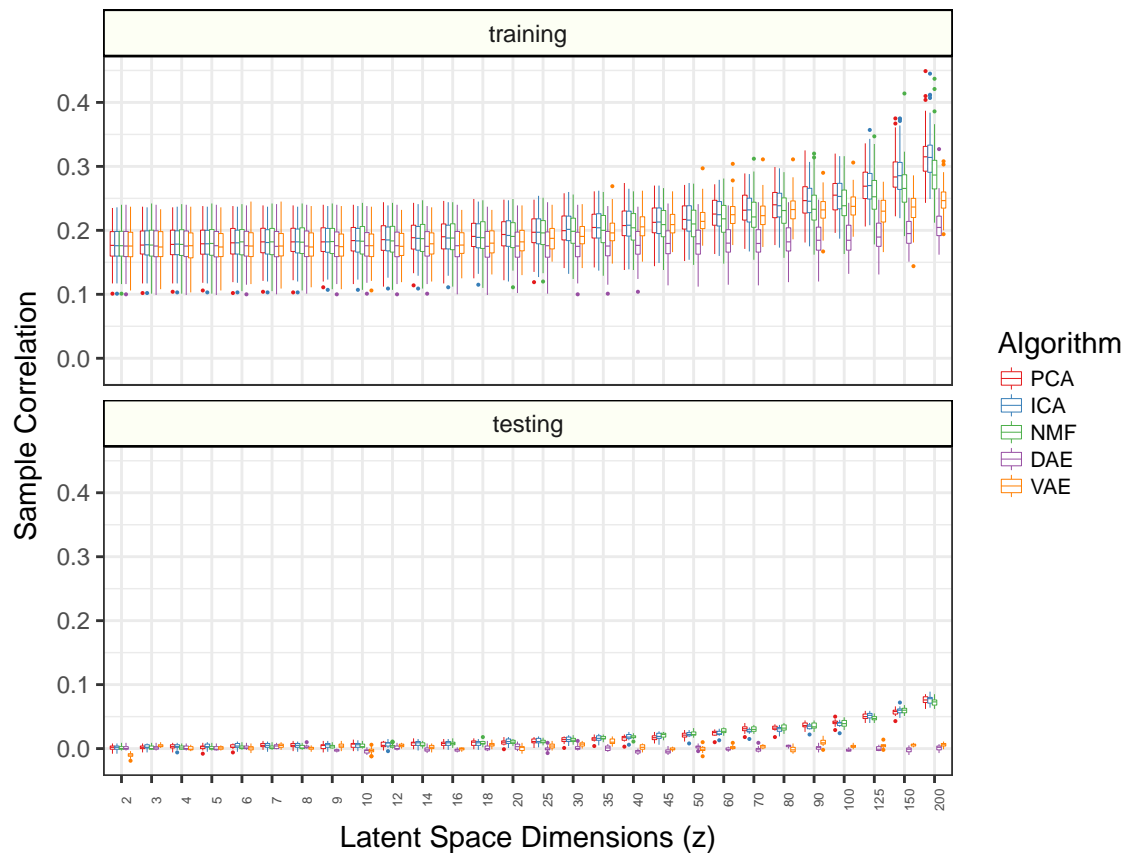 training
0.4
0.3
0.2
0.1
0.0
testing
0.4
0.3
0.2
0.1
0.0
Sample Correlation
2 3 4 5 6 7 8 9 10 12 14 16 18 20 25 30 35 40 45 50 60 70 80 90 100 125 150 200
Latent Space Dimensions (z)
Algorithm
PCA
ICA
NMF
DAE
VAE